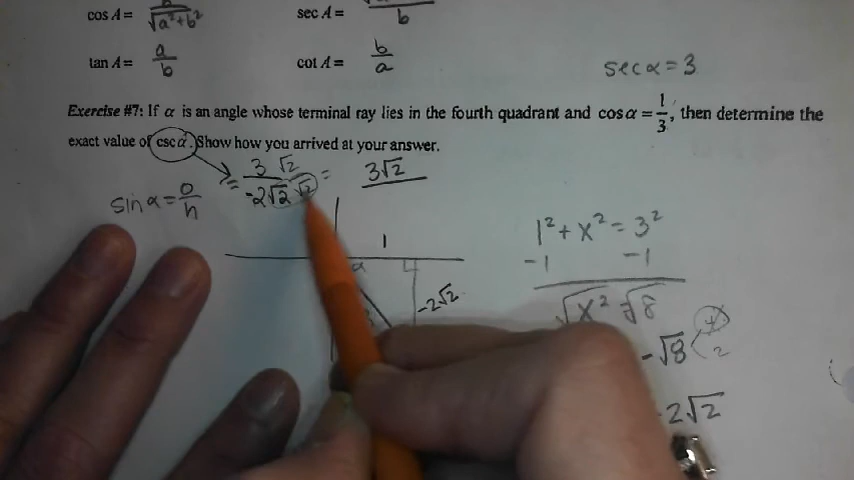 cos A = a/√a²+b² sec A = √/b
tan A = a/b cot A = b/a
sec α = 3
Exercise #7: If α is an angle whose terminal ray lies in the fourth quadrant and cos α = 1/3, then determine the
exact value of csc α. Show how you arrived at your answer.
= 3 √2 / -2√2 √2 = 3√2
sin α = o/h
1² + x² = 3²
1
-1 -1
α
√x² √8
-2√2
-√8 4 2
3
2√2